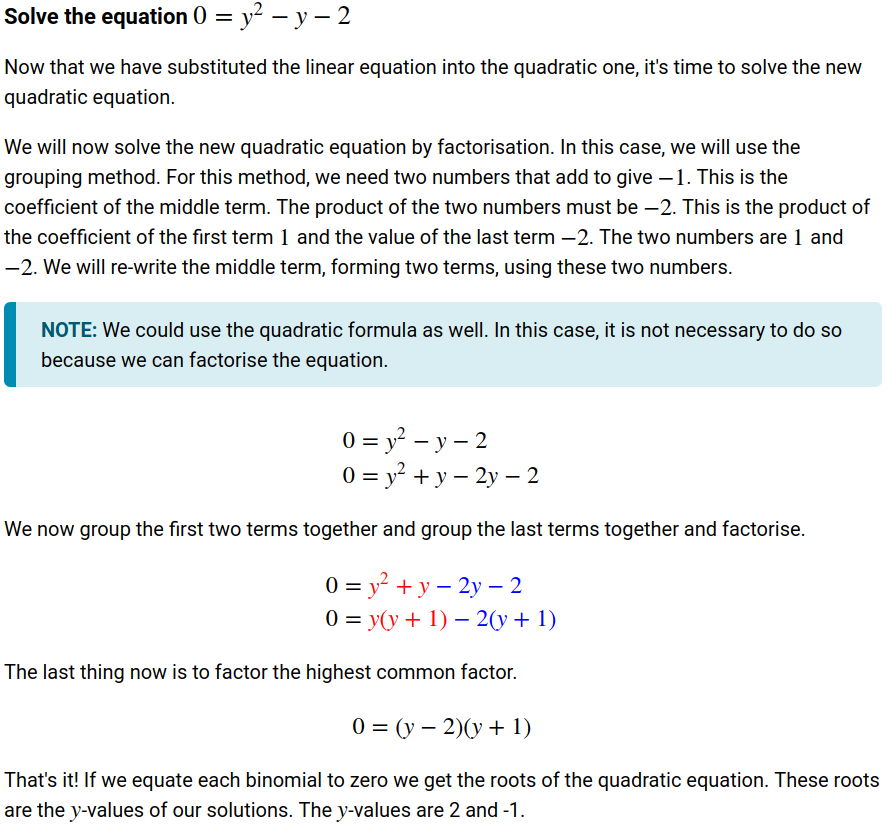 Solve the equation 0 = y² − y − 2
Now that we have substituted the linear equation into the quadratic one, it's time to solve the new
quadratic equation.
We will now solve the new quadratic equation by factorisation. In this case, we will use the
grouping method. For this method, we need two numbers that add to give −1. This is the
coefficient of the middle term. The product of the two numbers must be −2. This is the product of
the coefficient of the first term 1 and the value of the last term −2. The two numbers are 1 and
−2. We will re-write the middle term, forming two terms, using these two numbers.
NOTE: We could use the quadratic formula as well. In this case, it is not necessary to do so
because we can factorise the equation.
0 = y² − y − 2
0 = y² + y − 2y − 2
We now group the first two terms together and group the last terms together and factorise.
0 = y² + y − 2y − 2
0 = y(y + 1) − 2(y + 1)
The last thing now is to factor the highest common factor.
0 = (y − 2)(y + 1)
That's it! If we equate each binomial to zero we get the roots of the quadratic equation. These roots
are the y-values of our solutions. The y-values are 2 and -1.